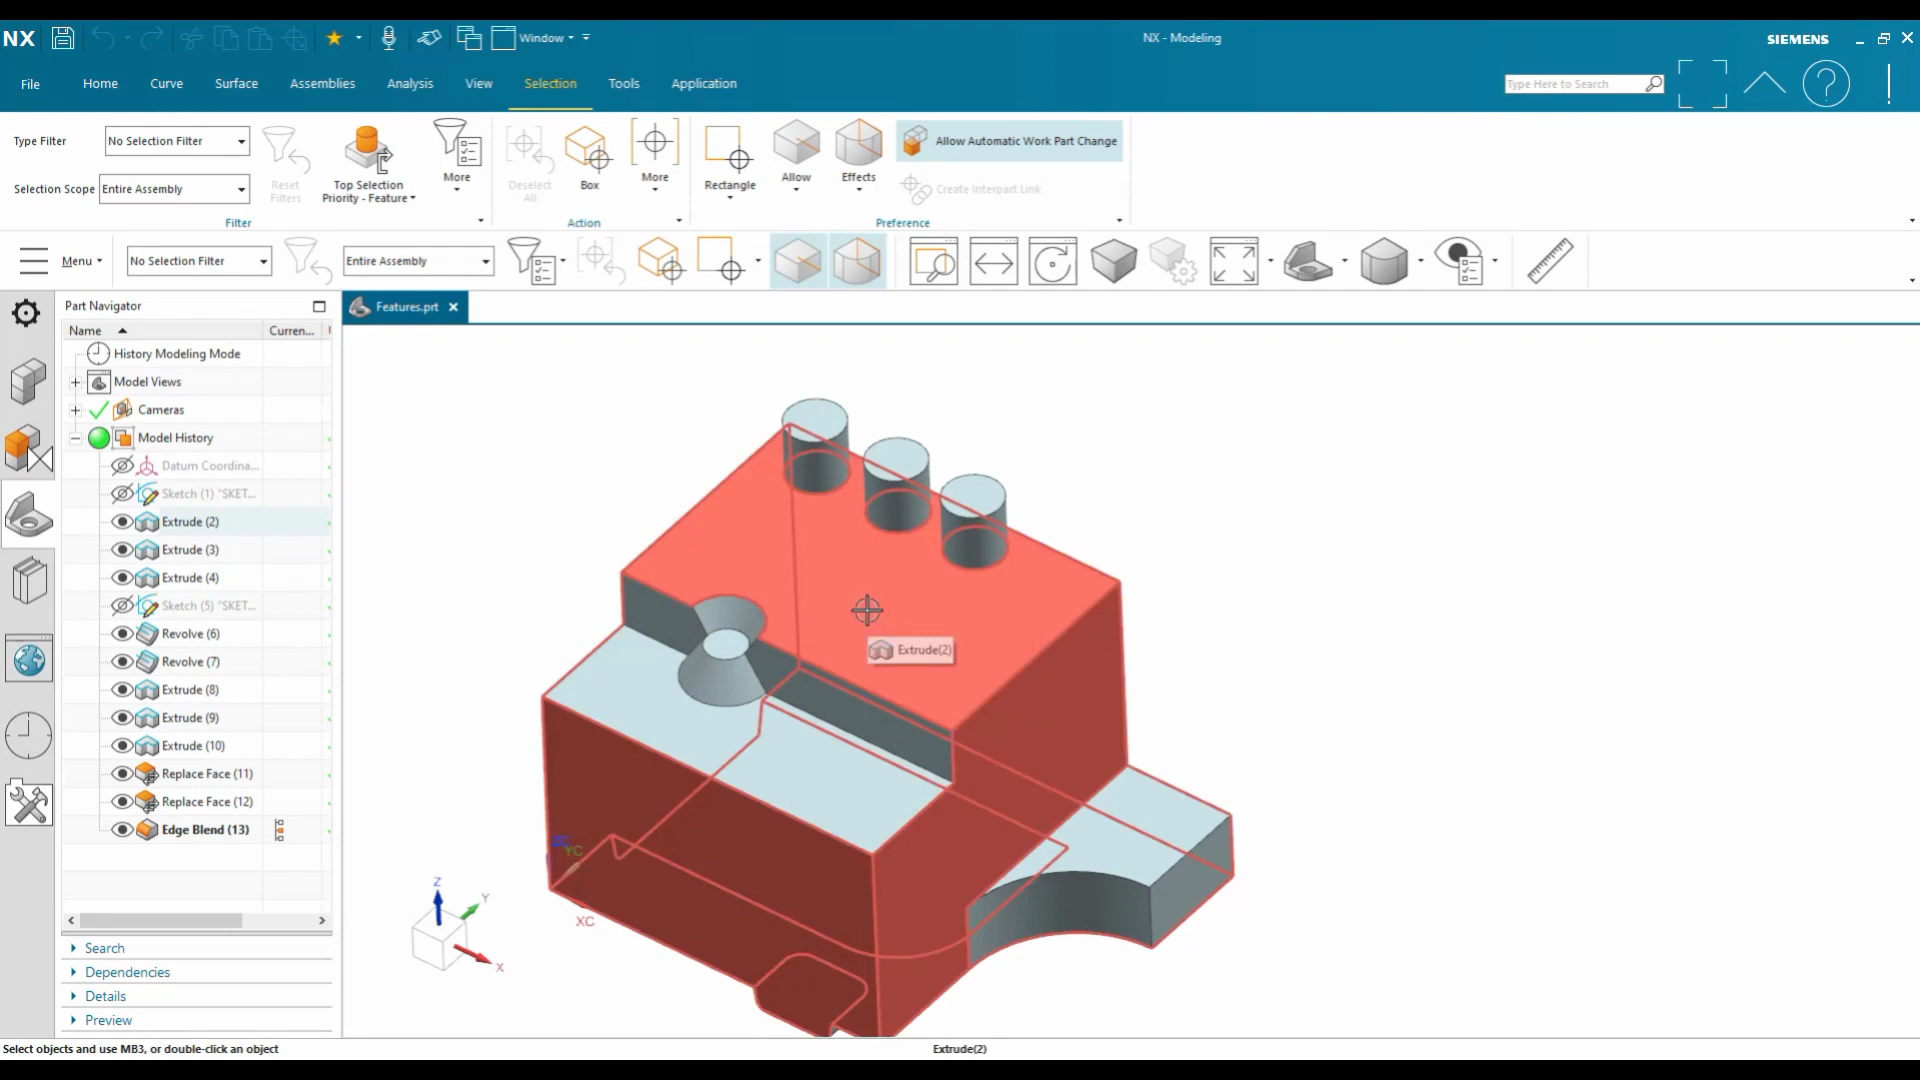 NX Window NX - Modeling SIEMENS
File Home Curve Surface Assemblies Analysis View Selection Tools Application Type Here to Search
Type Filter No Selection Filter Reset Filters Top Selection Priority - Feature More Deselect All Box More Rectangle Allow Effects Allow Automatic Work Part Change
Selection Scope Entire Assembly Create Interpart Link
Filter Action Preference
Menu No Selection Filter Entire Assembly
Part Navigator Features.prt
Name Curren...
History Modeling Mode
Model Views
Cameras
Model History
Datum Coordina...
Sketch (1) "SKET...
Extrude (2)
Extrude (3)
Extrude (4)
Sketch (5) "SKET...
Revolve (6)
Revolve (7)
Extrude (8)
Extrude (9)
Extrude (10)
Replace Face (11)
Replace Face (12)
Edge Blend (13)
Search
Dependencies
Details
Preview
Extrude(2)
YC
XC
Z
Y
X
Select objects and use MB3, or double-click an object Extrude(2)